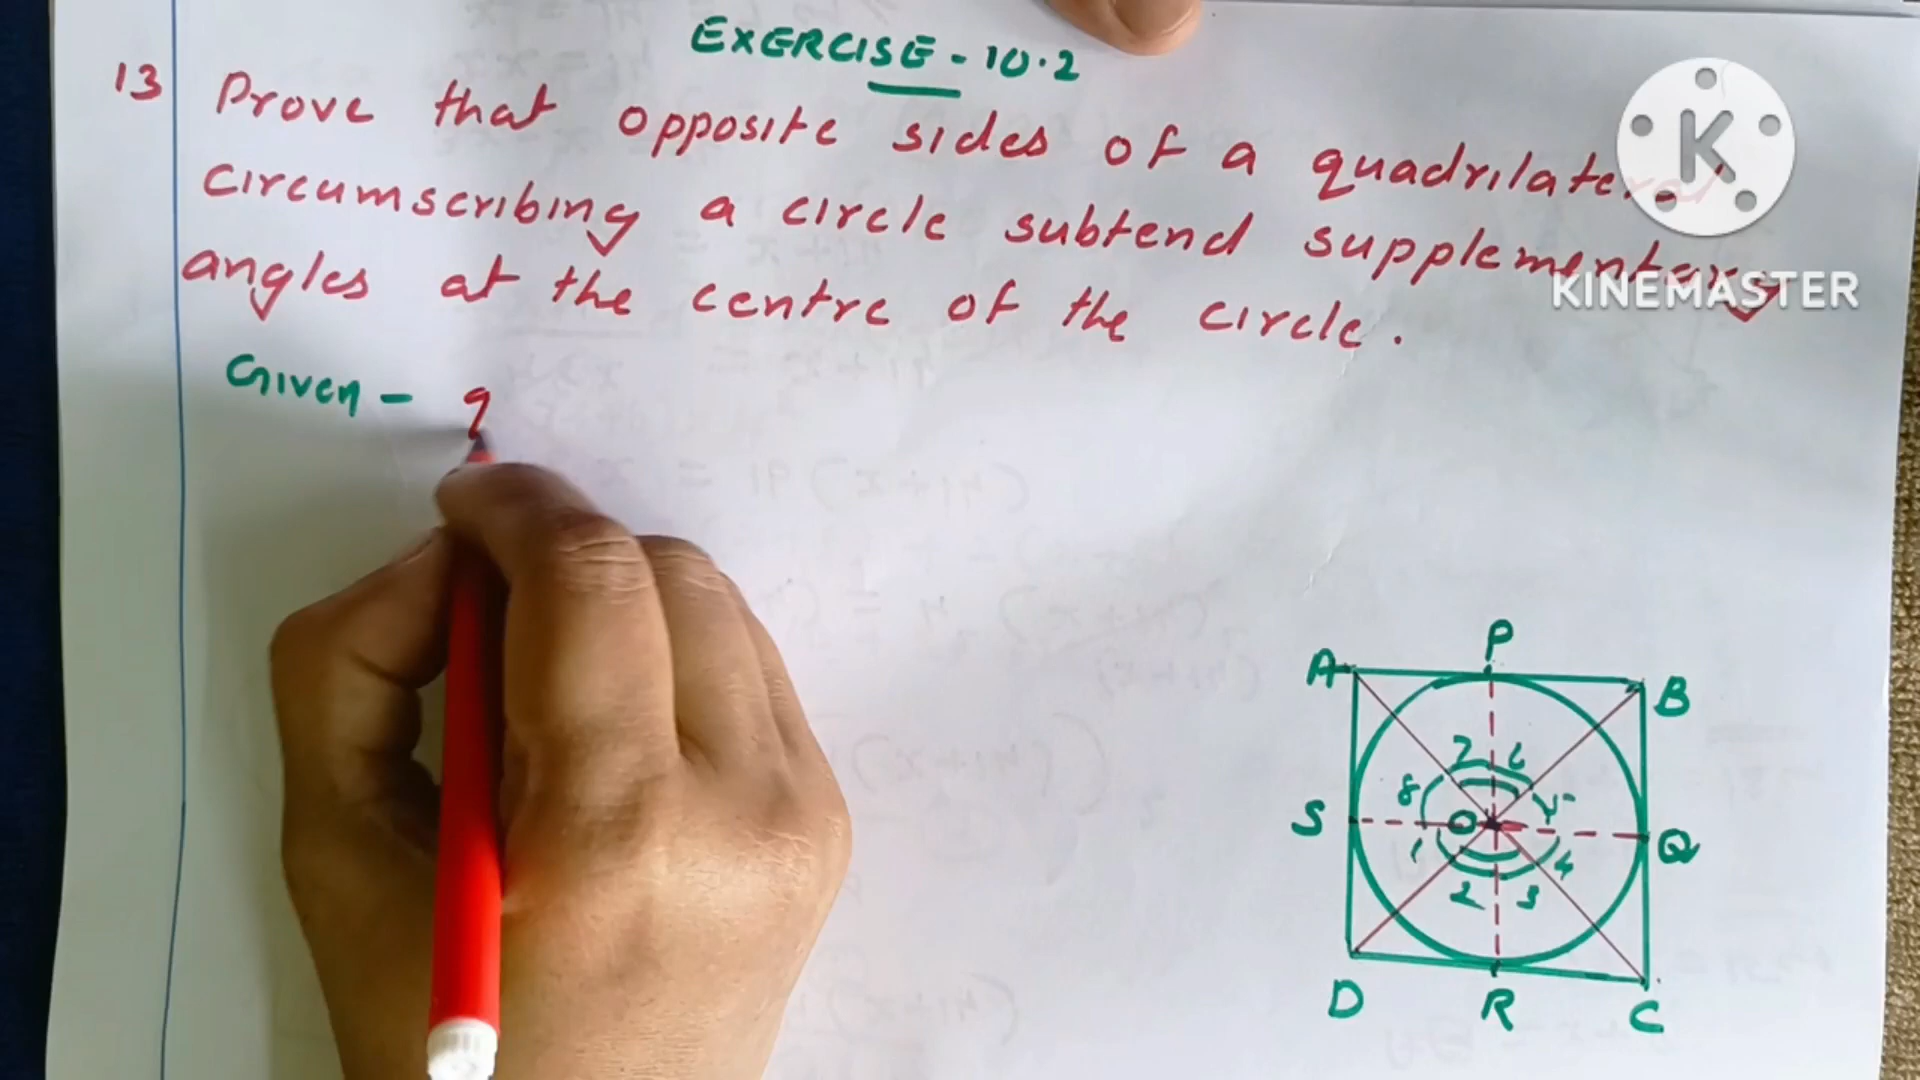 EXERCISE - 10.2
13 Prove that opposite sides of a quadrilateral
circumscribing a circle subtend supplementary
angles at the centre of the circle.
K
KINEMASTER
Given - q
P
A B
7 6
8 5
S O Q
1 4
2 3
D R C